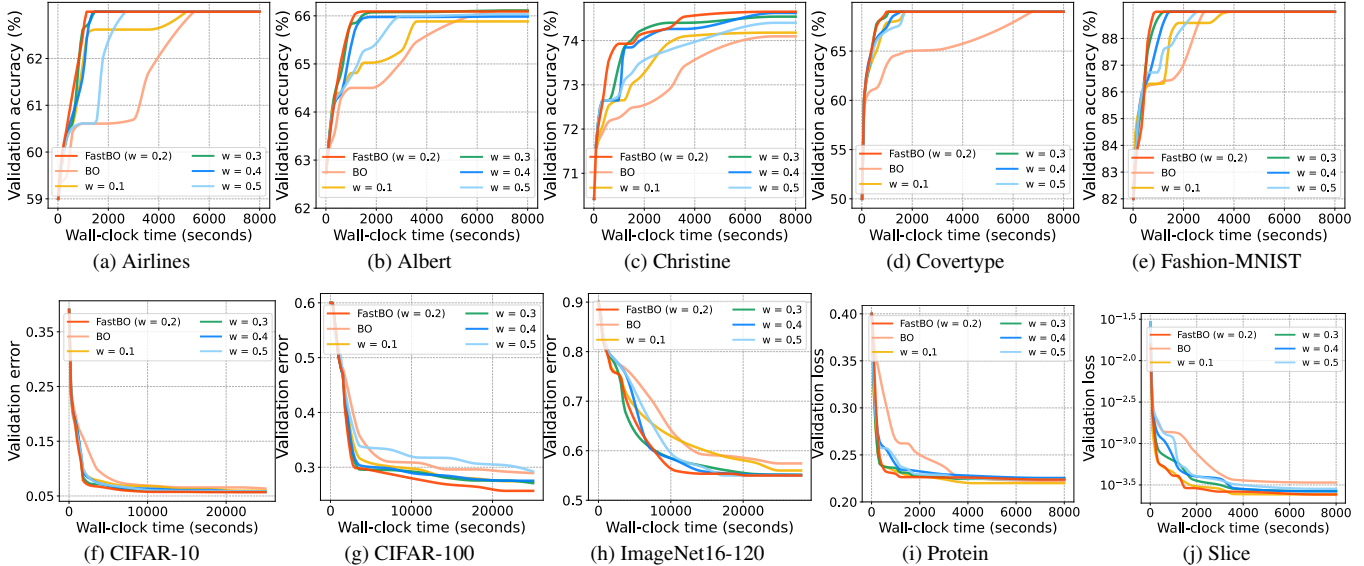 Validation accuracy (%)
62
61
60
59
FastBO (w = 0.2)
BO
w = 0.1
w = 0.3
w = 0.4
w = 0.5
0 2000 4000 6000 8000
Wall-clock time (seconds)
(a) Airlines
Validation accuracy (%)
66
65
64
63
62
FastBO (w = 0.2)
BO
w = 0.1
w = 0.3
w = 0.4
w = 0.5
0 2000 4000 6000 8000
Wall-clock time (seconds)
(b) Albert
Validation accuracy (%)
74
73
72
71
FastBO (w = 0.2)
BO
w = 0.1
w = 0.3
w = 0.4
w = 0.5
0 2000 4000 6000 8000
Wall-clock time (seconds)
(c) Christine
Validation accuracy (%)
65
60
55
50
FastBO (w = 0.2)
BO
w = 0.1
w = 0.3
w = 0.4
w = 0.5
0 2000 4000 6000 8000
Wall-clock time (seconds)
(d) Covertype
Validation accuracy (%)
88
87
86
85
84
83
82
FastBO (w = 0.2)
BO
w = 0.1
w = 0.3
w = 0.4
w = 0.5
0 2000 4000 6000 8000
Wall-clock time (seconds)
(e) Fashion-MNIST
Validation error
0.35
0.25
0.15
0.05
FastBO (w = 0.2)
BO
w = 0.1
w = 0.3
w = 0.4
w = 0.5
0 10000 20000
Wall-clock time (seconds)
(f) CIFAR-10
Validation error
0.6
0.5
0.4
0.3
FastBO (w = 0.2)
BO
w = 0.1
w = 0.3
w = 0.4
w = 0.5
0 10000 20000
Wall-clock time (seconds)
(g) CIFAR-100
Validation error
0.9
0.8
0.7
0.6
0.5
FastBO (w = 0.2)
BO
w = 0.1
w = 0.3
w = 0.4
w = 0.5
0 10000 20000
Wall-clock time (seconds)
(h) ImageNet16-120
Validation loss
0.40
0.35
0.30
0.25
0.20
FastBO (w = 0.2)
BO
w = 0.1
w = 0.3
w = 0.4
w = 0.5
0 2000 4000 6000 8000
Wall-clock time (seconds)
(i) Protein
Validation loss
10^−1.5
10^−2.0
10^−2.5
10^−3.0
10^−3.5
FastBO (w = 0.2)
BO
w = 0.1
w = 0.3
w = 0.4
w = 0.5
0 2000 4000 6000 8000
Wall-clock time (seconds)
(j) Slice